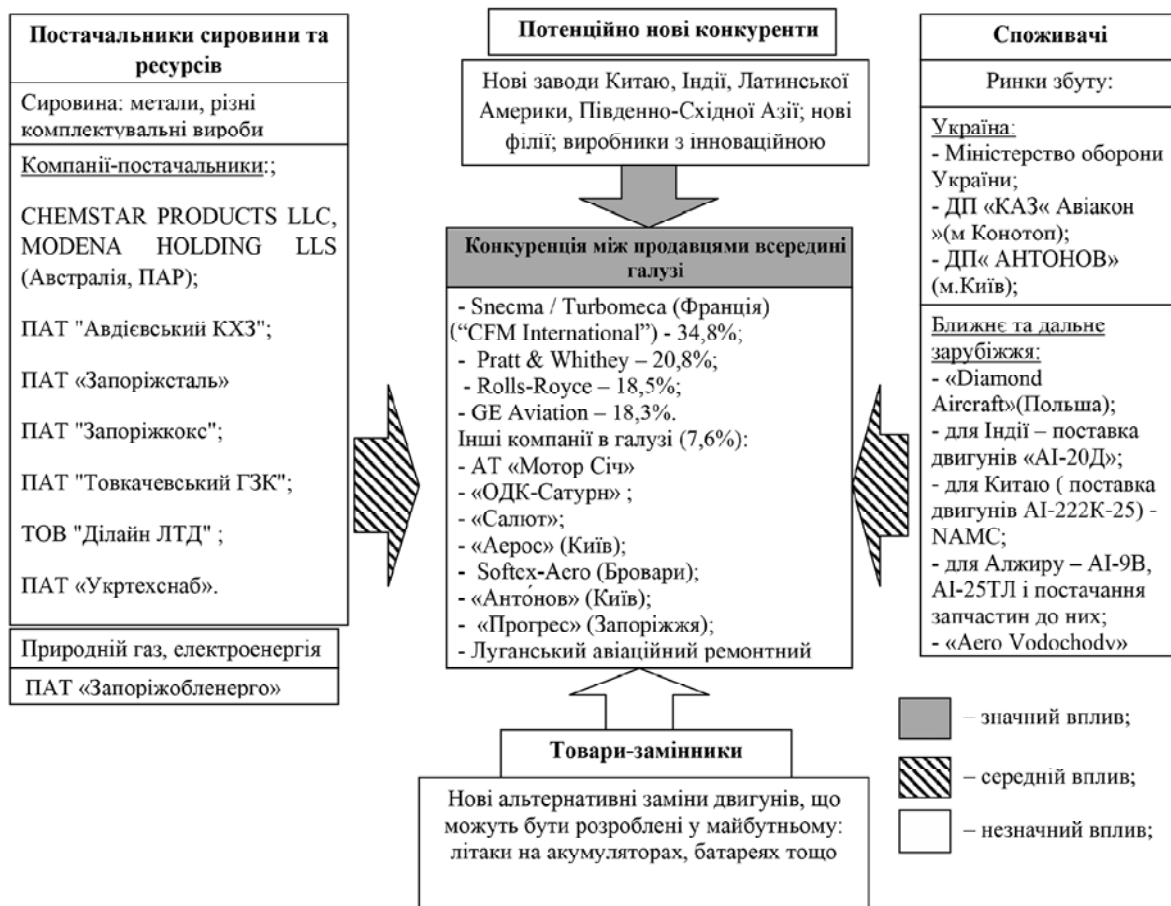 Постачальники сировини та
ресурсів
Сировина: метали, різні
комплектувальні вироби
Компанії-постачальники:;
CHEMSTAR PRODUCTS LLC,
MODENA HOLDING LLS
(Австралія, ПАР);
ПАТ "Авдієвський КХЗ";
ПАТ «Запоріжсталь»
ПАТ "Запоріжкокс";
ПАТ "Товкачевський ГЗК";
ТОВ "Ділайн ЛТД" ;
ПАТ «Укртехснаб».
Природній газ, електроенергія
ПАТ «Запоріжобленерго»
Потенційно нові конкуренти
Нові заводи Китаю, Індії, Латинської
Америки, Південно-Східної Азії; нові
філії; виробники з інноваційною
Конкуренція між продавцями всередині
галузі
- Snecma / Turbomeca (Франція)
(“CFM International”) - 34,8%;
- Pratt & Whithey – 20,8%;
- Rolls-Royce – 18,5%;
- GE Aviation – 18,3%.
Інші компанії в галузі (7,6%):
- АТ «Мотор Січ»
- «ОДК-Сатурн» ;
- «Салют»;
- «Аерос» (Київ);
- Softex-Aero (Бровари);
- «Анто́нов» (Київ);
- «Прогрес» (Запоріжжя);
- Луганський авіаційний ремонтний
Товари-замінники
Нові альтернативні заміни двигунів, що
можуть бути розроблені у майбутньому:
літаки на акумуляторах, батареях тощо
Споживачі
Ринки збуту:
Україна:
- Міністерство оборони
України;
- ДП «КАЗ« Авіакон
»(м Конотоп);
- ДП« АНТОНОВ»
(м.Київ);
Ближнє та дальне
зарубіжжя:
- «Diamond
Aircraft»(Польша);
- для Індії – поставка
двигунів «АІ-20Д»;
- для Китаю ( поставка
двигунів АІ-222К-25) -
NAMC;
- для Алжиру – АІ-9В,
АІ-25ТЛ і постачання
запчастин до них;
- «Aero Vodochody»
– значний вплив;
– середній вплив;
– незначний вплив;